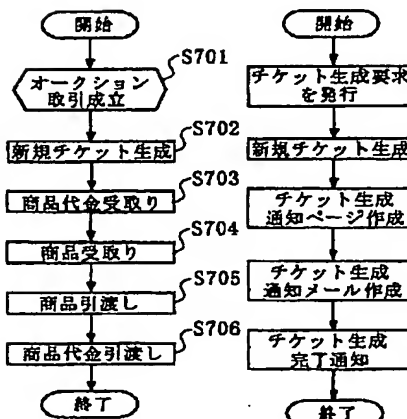 開始
オークション
取引成立
S701
新規チケット生成
S702
商品代金受取り
S703
商品受取り
S704
商品引渡し
S705
商品代金引渡し
S706
終了
開始
チケット生成要求
を発行
新規チケット生成
チケット生成
通知ページ作成
チケット生成
通知メール作成
チケット生成
完了通知
終了